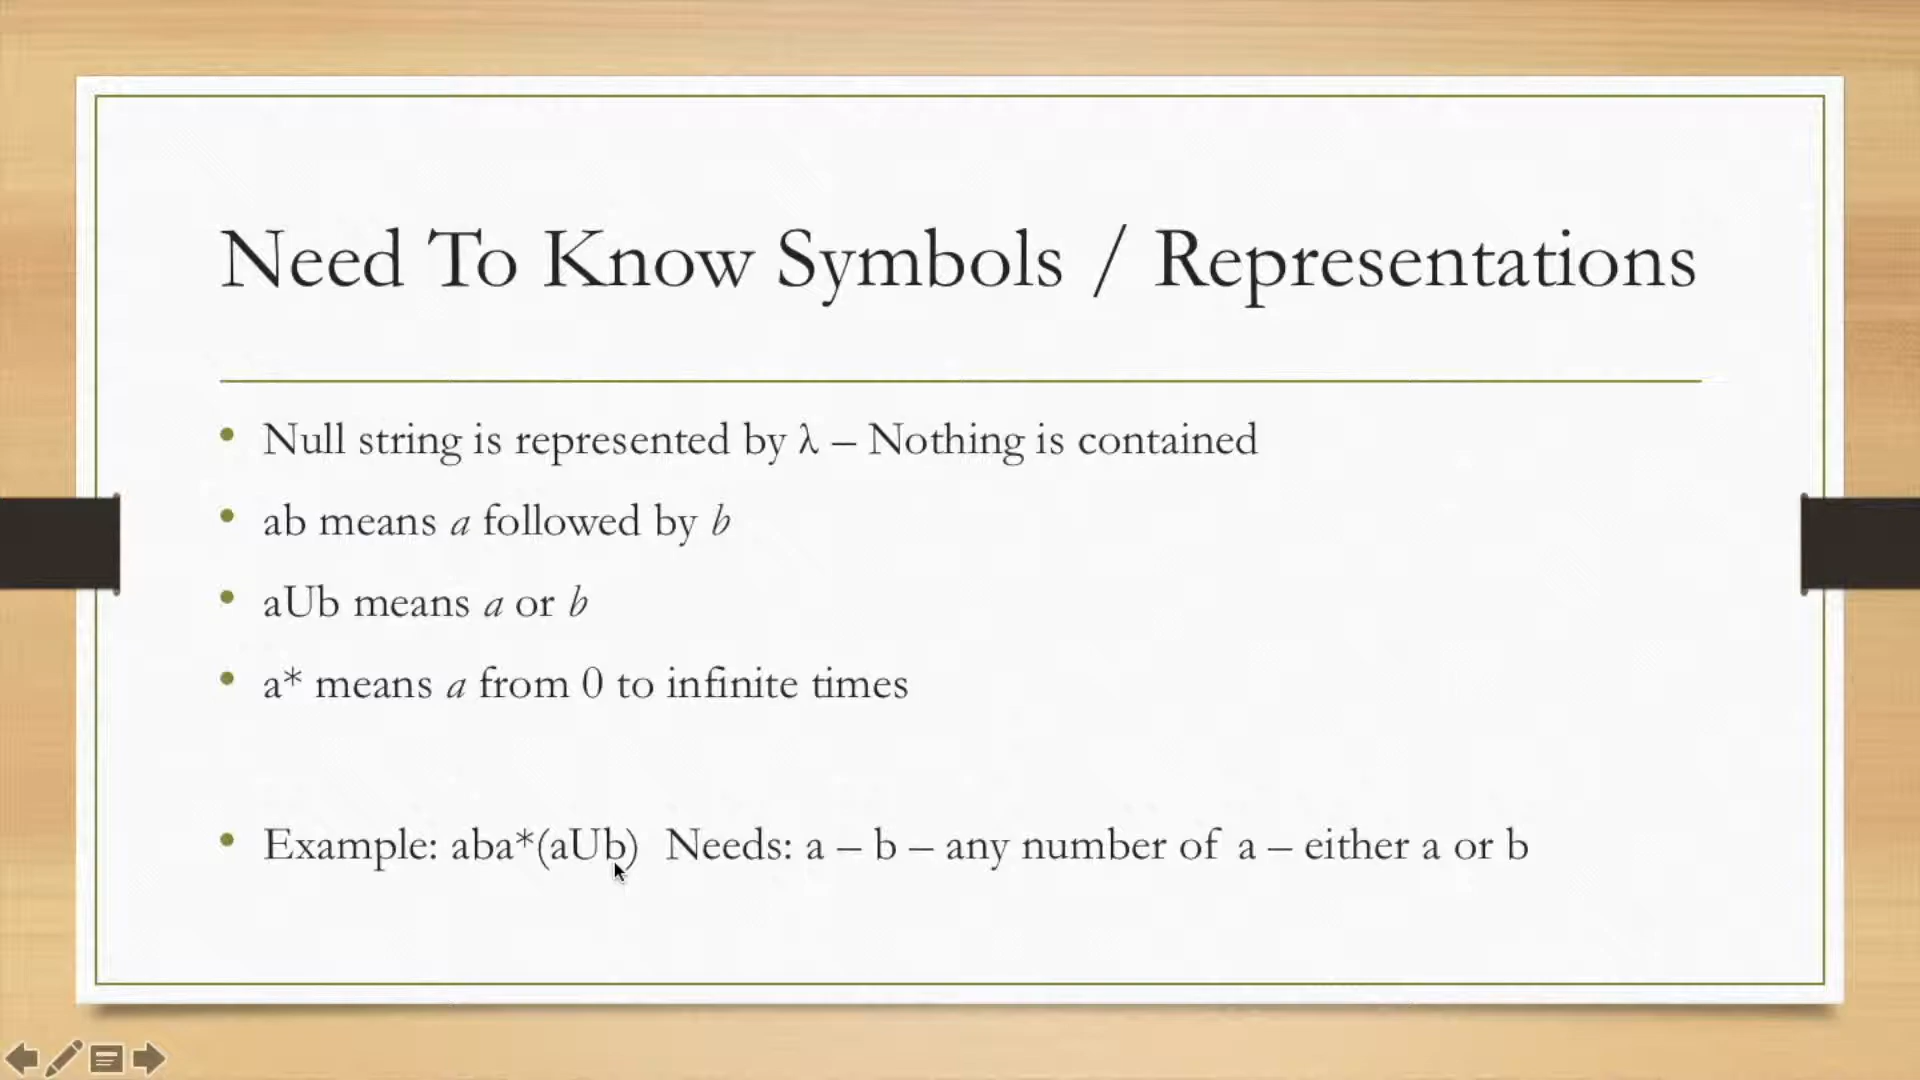 Need To Know Symbols / Representations
• Null string is represented by λ – Nothing is contained
• ab means a followed by b
• aUb means a or b
• a* means a from 0 to infinite times
• Example: aba*(aUb)  Needs: a – b – any number of a – either a or b